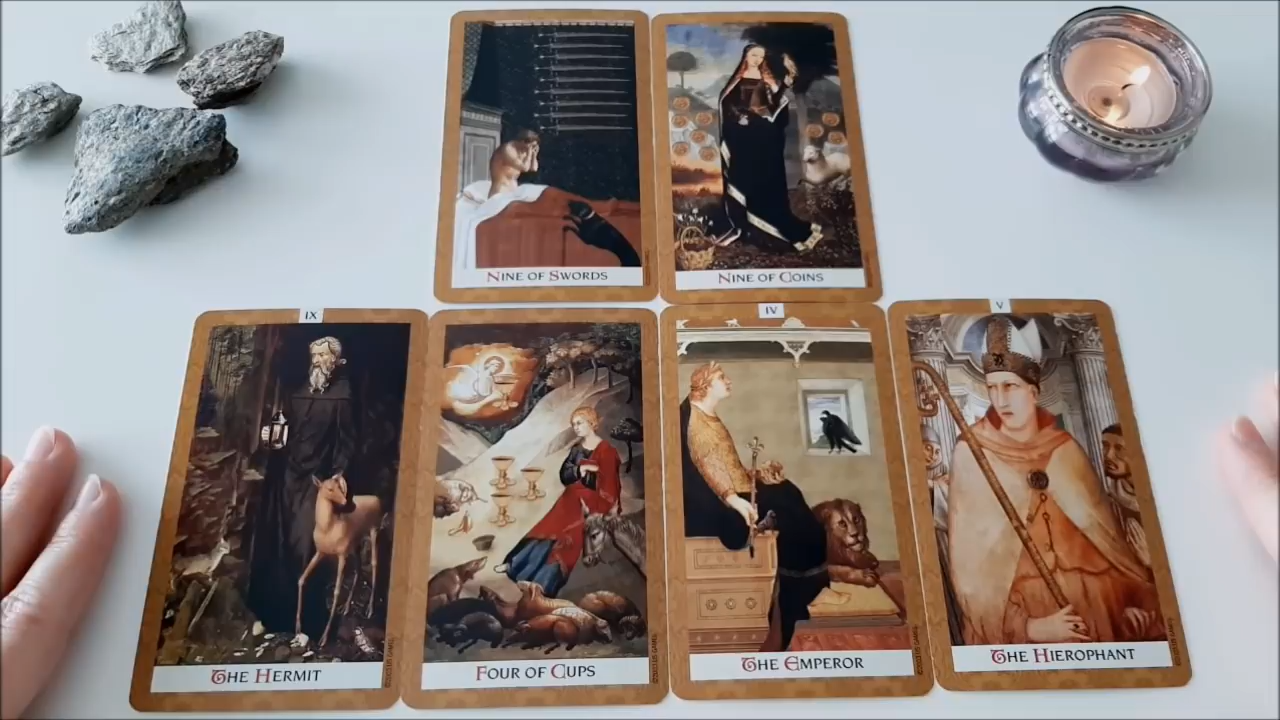 NINE OF SWORDS
NINE OF COINS
IX
IV
V
THE HERMIT
FOUR OF CUPS
THE EMPEROR
THE HIEROPHANT